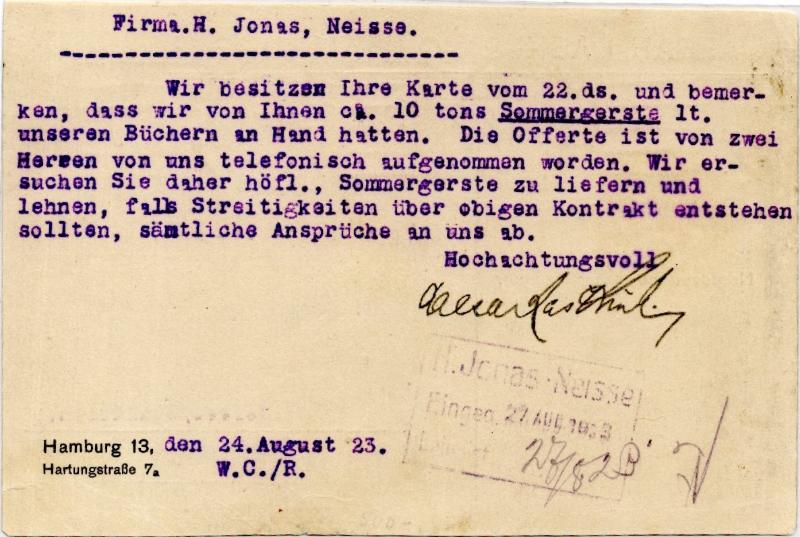 Firma.H. Jonas, Neisse.
Wir besitzen Ihre Karte vom 22.ds. und bemer-
ken, dass wir von Ihnen ca. 10 tons Sommergerste lt.
unseren Büchern an Hand hatten. Die Offerte ist von zwei
Herren von uns telefonisch aufgenommen worden. Wir er-
suchen Sie daher höfl., Sommergerste zu liefern und
lehnen, falls Streitigkeiten über obigen Kontrakt entstehen
sollten, sämtliche Ansprüche an uns ab.
Hochachtungsvoll
Caesar
H. Jonas - Neisse
Eingeg. 27 AUG 1923
27/8 23
Hamburg 13, den 24.August 23.
Hartungstraße 7a W.C./R.